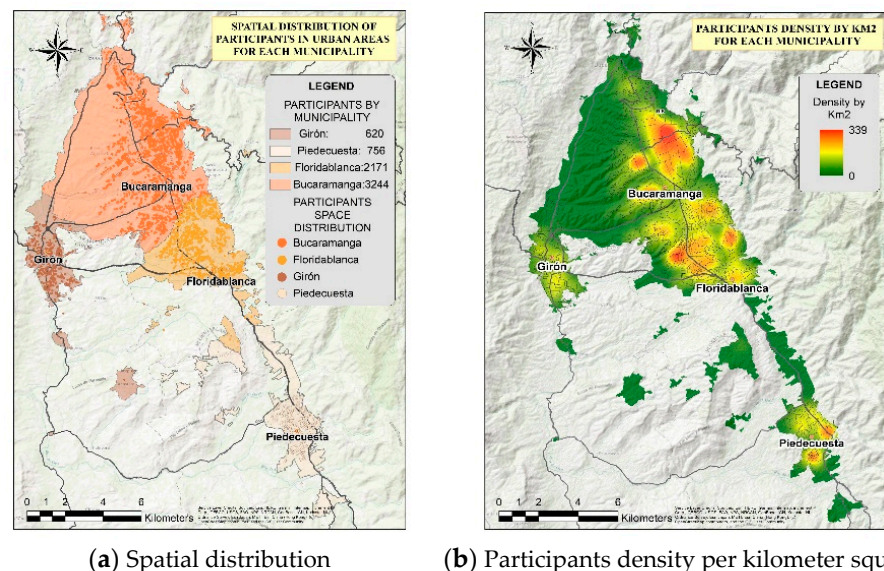 SPATIAL DISTRIBUTION OF
PARTICIPANTS IN URBAN AREAS
FOR EACH MUNICIPALITY
LEGEND
PARTICIPANTS BY
MUNICIPALITY
Girón: 620
Piedecuesta: 756
Floridablanca:2171
Bucaramanga:3244
PARTICIPANTS
SPACE
DISTRIBUTION
Bucaramanga
Floridablanca
Girón
Piedecuesta
Bucaramanga
Girón
Floridablanca
Piedecuesta
0 2 4 6
Kilometers
(a) Spatial distribution
PARTICIPANTS DENSITY BY KM2
FOR EACH MUNICIPALITY
LEGEND
Density by
Km2
339
0
Bucaramanga
Girón
Floridablanca
Piedecuesta
0 2 4 6
Kilometers
(b) Participants density per kilometer squ